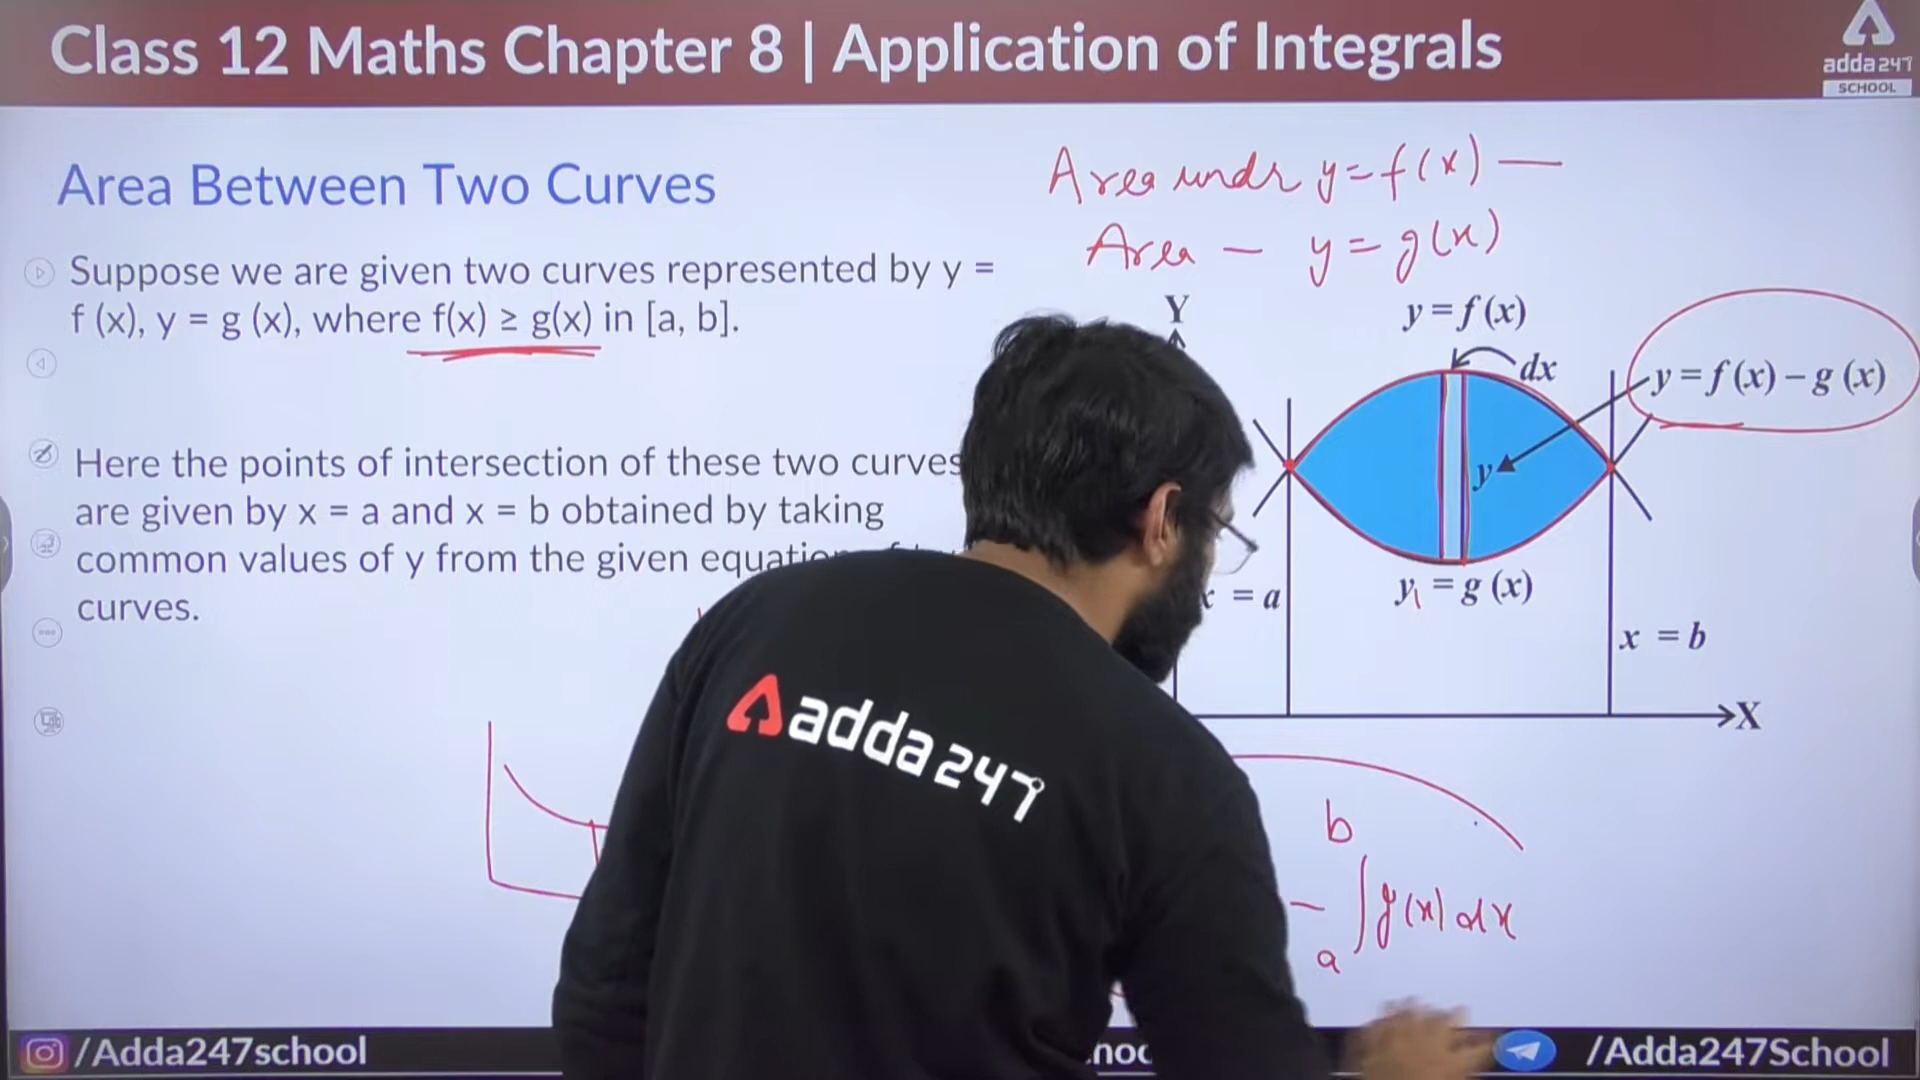 Class 12 Maths Chapter 8 | Application of Integrals
adda247
SCHOOL
Area Between Two Curves
Suppose we are given two curves represented by y =
f (x), y = g (x), where f(x) ≥ g(x) in [a, b].
Here the points of intersection of these two curves
are given by x = a and x = b obtained by taking
common values of y from the given
curves.
Area undr y=f(x) —
Area — y=g(x)
Y
y = f (x)
dx
y = f (x) – g (x)
y
= a
y₁ = g (x)
x = b
X
adda247
b
– ∫ g(x) dx
a
/Adda247school
/Adda247School